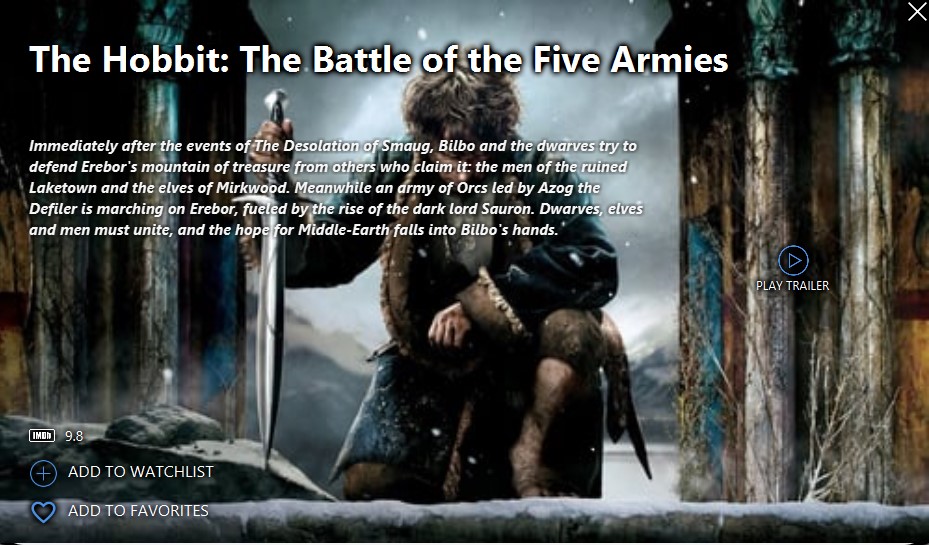 The Hobbit: The Battle of the Five Armies
Immediately after the events of The Desolation of Smaug, Bilbo and the dwarves try to
defend Erebor's mountain of treasure from others who claim it: the men of the ruined
Laketown and the elves of Mirkwood. Meanwhile an army of Orcs led by Azog the
Defiler is marching on Erebor, fueled by the rise of the dark lord Sauron. Dwarves, elves
and men must unite, and the hope for Middle-Earth falls into Bilbo's hands.
PLAY TRAILER
IMDb 9.8
ADD TO WATCHLIST
ADD TO FAVORITES